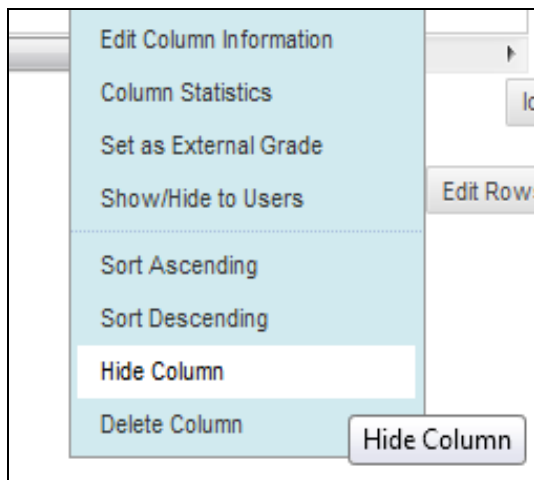 Edit Column Information
Column Statistics
Set as External Grade
Show/Hide to Users
Edit Rows
Sort Ascending
Sort Descending
Hide Column
Delete Column
Hide Column